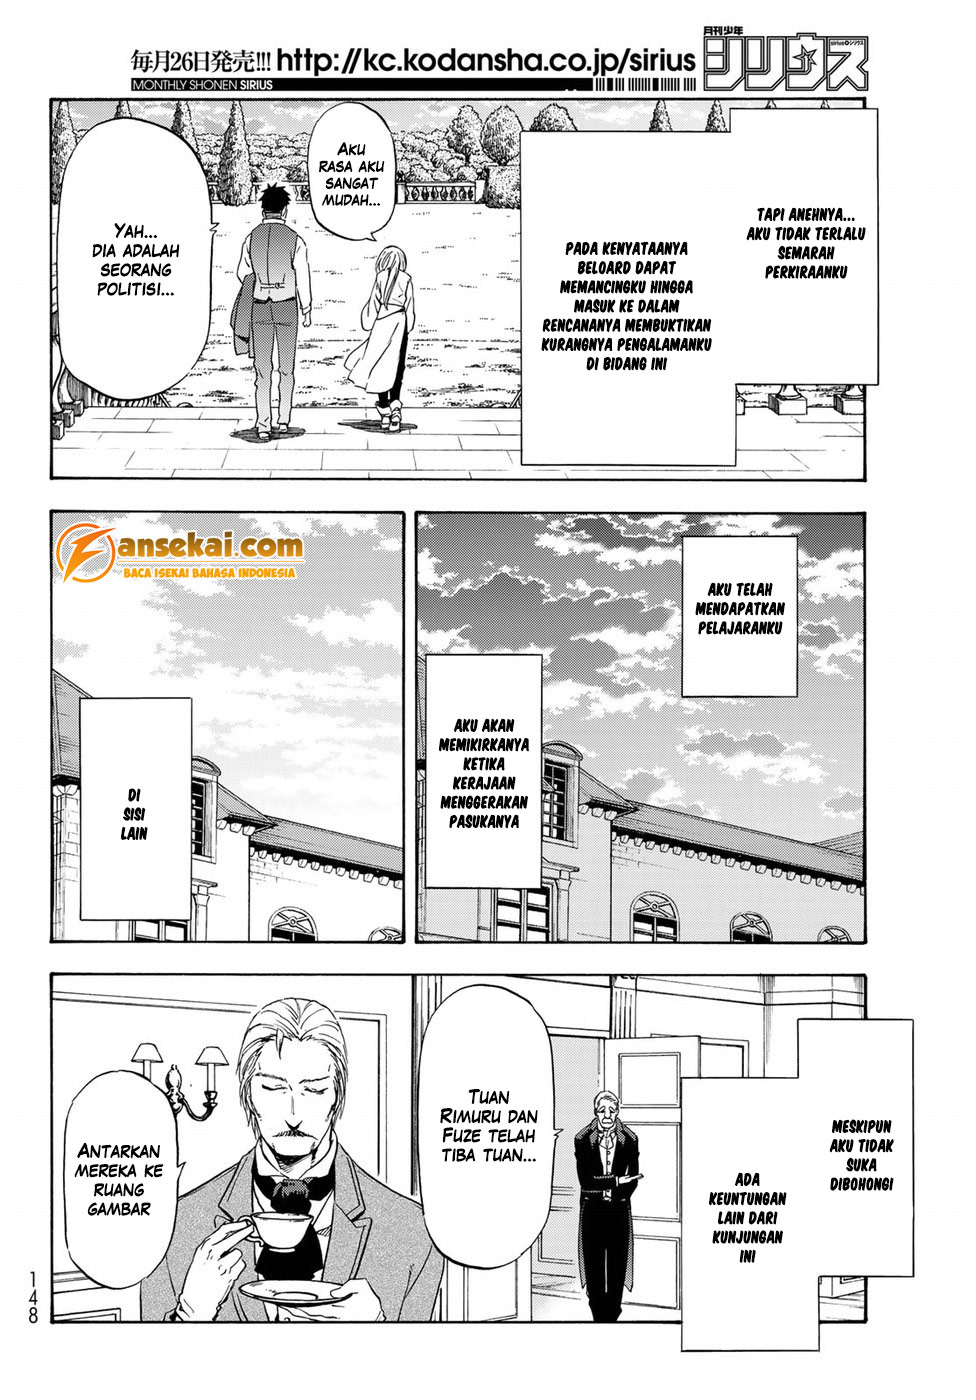 毎月26日発売!!! http://kc.kodansha.co.jp/sirius
MONTHLY SHONEN SIRIUS
月刊少年
シリウス
TAPI ANEHNYA...
AKU TIDAK TERLALU
SEMARAH
PERKIRAANKU
PADA KENYATAANYA
BELOARD DAPAT
MEMANCINGKU HINGGA
MASUK KE DALAM
RENCANANYA MEMBUKTIKAN
KURANGNYA PENGALAMANKU
DI BIDANG INI
AKU
RASA AKU
SANGAT
MUDAH...
YAH...
DIA ADALAH
SEORANG
POLITISI...
AKU TELAH
MENDAPATKAN
PELAJARANKU
AKU AKAN
MEMIKIRKANYA
KETIKA
KERAJAAN
MENGGERAKAN
PASUKANYA
ansekai.com
BACA ISEKAI BAHASA INDONESIA
DI
SISI
LAIN
MESKIPUN
AKU TIDAK
SUKA
DIBOHONGI
ADA
KEUNTUNGAN
LAIN DARI
KUNJUNGAN
INI
TUAN
RIMURU DAN
FUZE TELAH
TIBA TUAN...
ANTARKAN
MEREKA KE
RUANG
GAMBAR
148